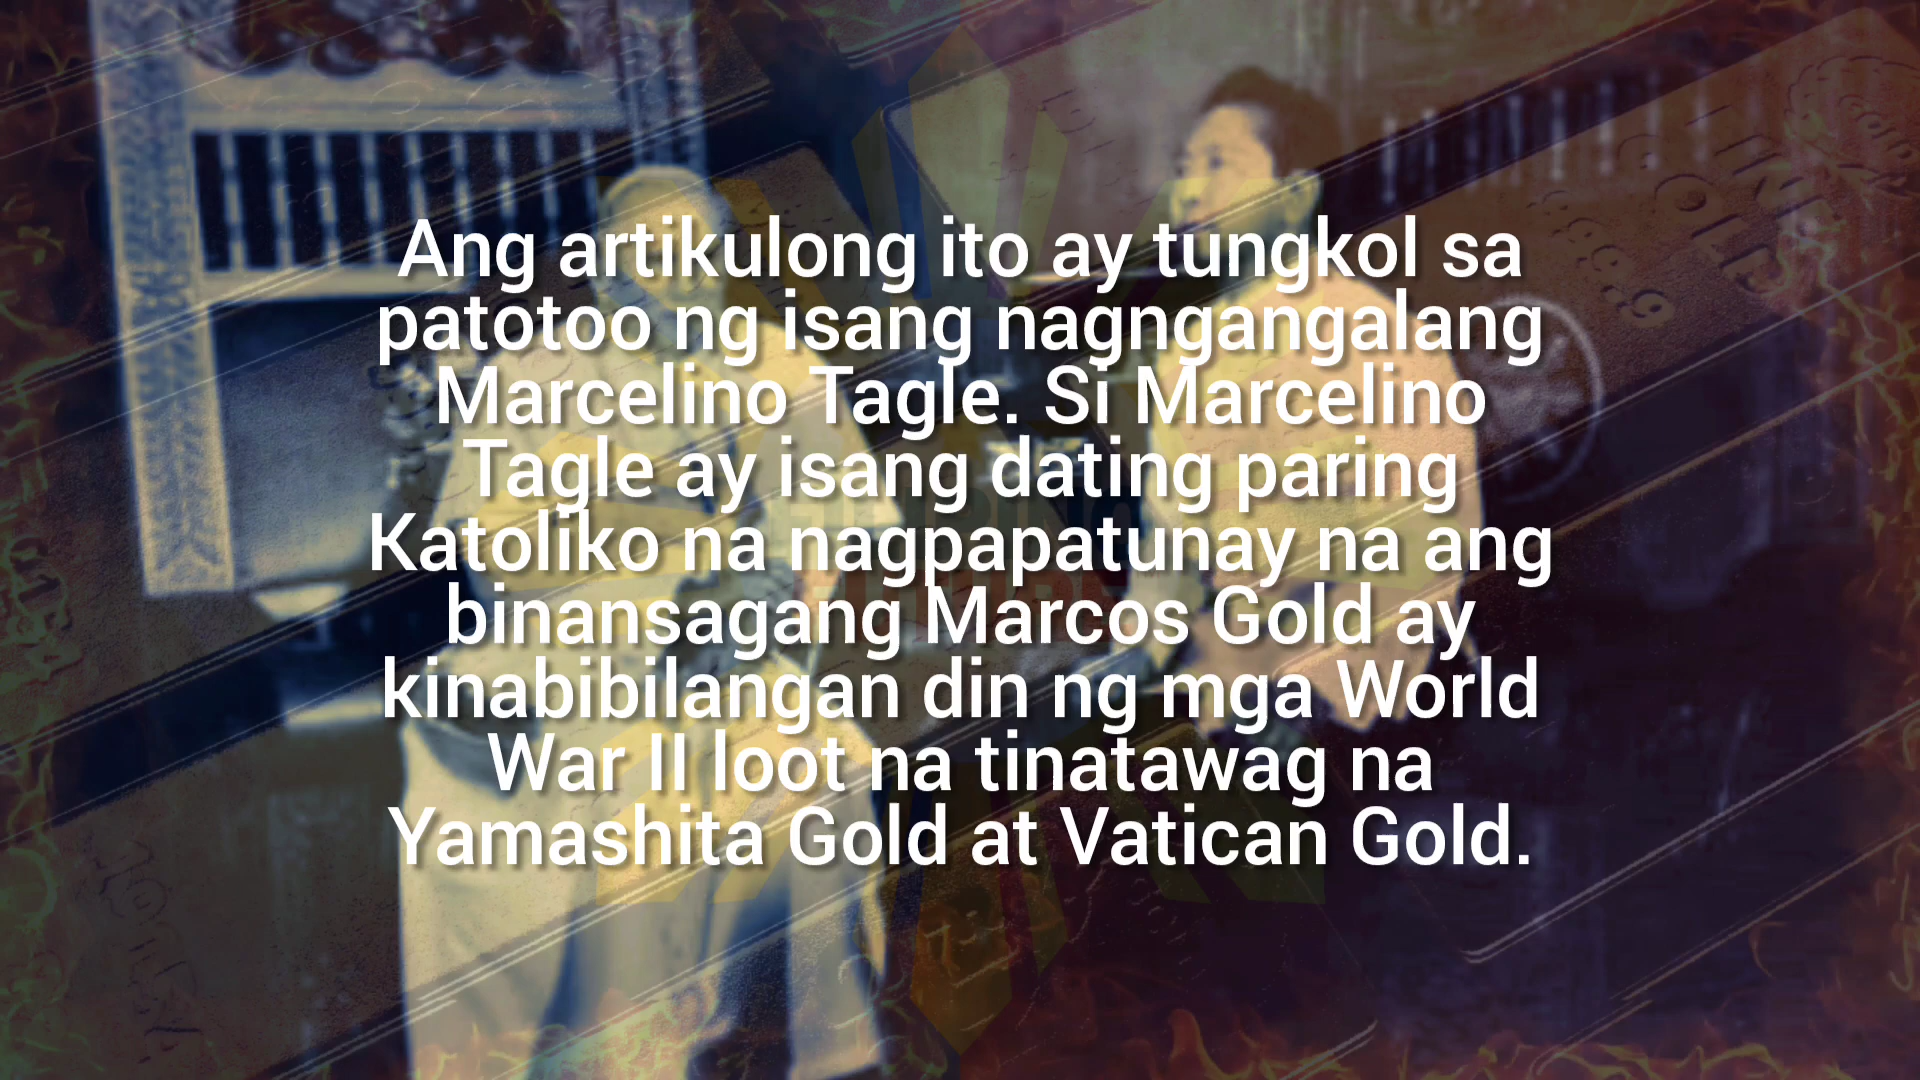 Ang artikulong ito ay tungkol sa
patotoo ng isang nagngangalang
Marcelino Tagle. Si Marcelino
Tagle ay isang dating paring
Katoliko na nagpapatunay na ang
binansagang Marcos Gold ay
kinabibilangan din ng mga World
War II loot na tinatawag na
Yamashita Gold at Vatican Gold.